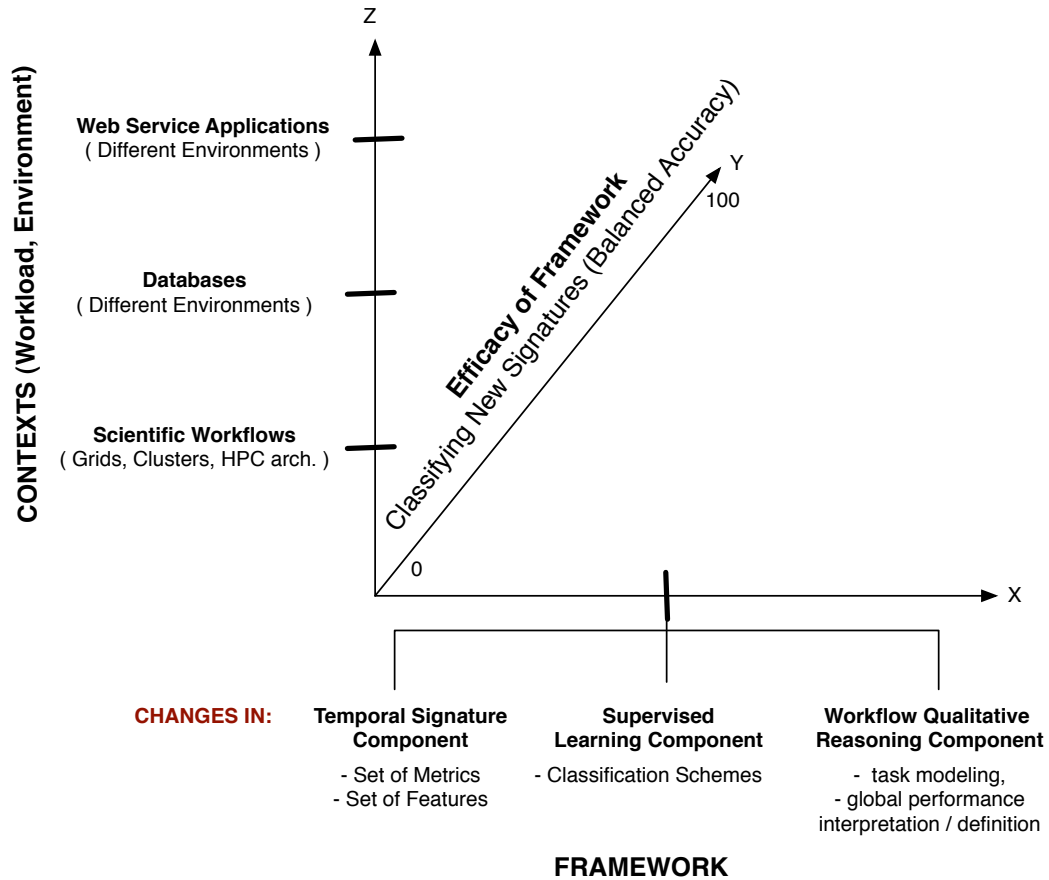 Z
CONTEXTS (Workload, Environment)
Web Service Applications
( Different Environments )
Databases
( Different Environments )
Scientific Workflows
( Grids, Clusters, HPC arch. )
Efficacy of Framework
Classifying New Signatures (Balanced Accuracy)
Y
100
0
X
CHANGES IN:
Temporal Signature
Component
- Set of Metrics
- Set of Features
Supervised
Learning Component
- Classification Schemes
Workflow Qualitative
Reasoning Component
- task modeling,
- global performance
interpretation / definition
FRAMEWORK